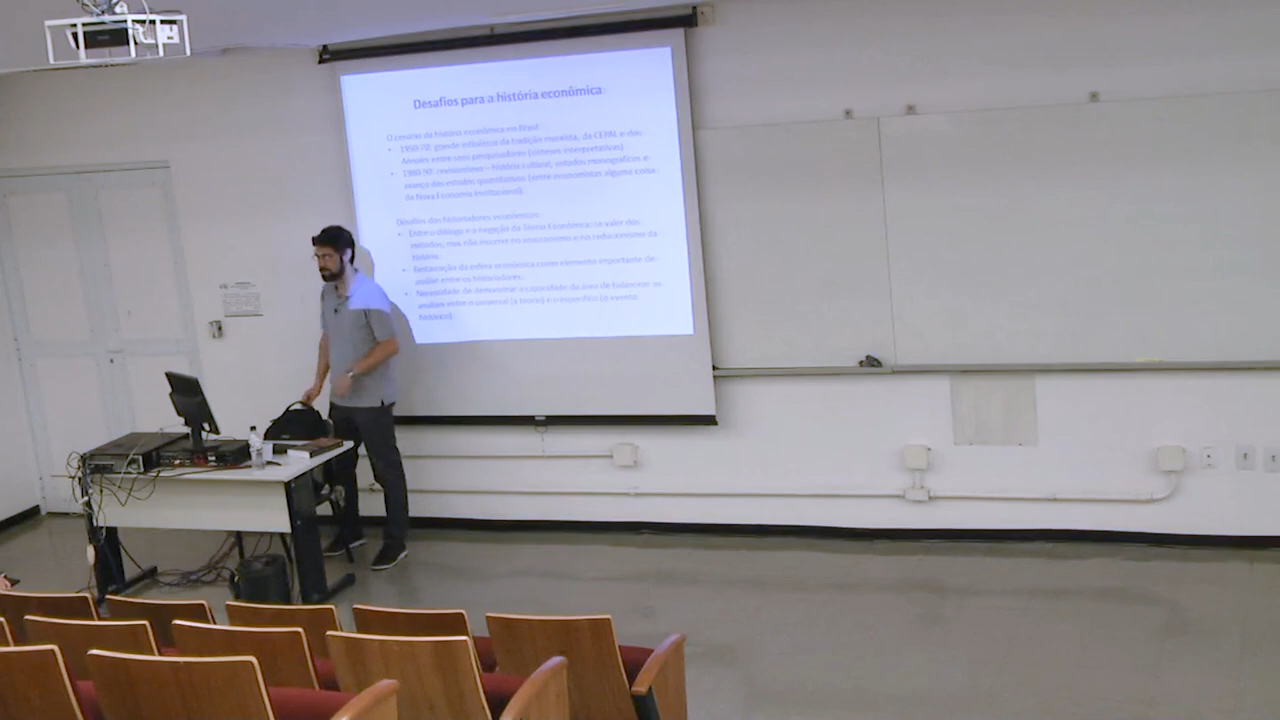 Desafios para a história econômica
O cenário da história econômica em Brasil
• 1950-70: grande influência da tradição marxista, da CEPAL e dos
Annales entre seus pesquisadores (sínteses interpretativas)
• 1980-90: revisionismo – história cultural, estudos monográficos e
avanço dos estudos quantitativos (entre economistas alguma coisa
da Nova Economia Institucional)
Desafios dos historiadores econômicos:
• Entre o diálogo e a negação da Teoria Econômica: se valer dos
métodos, mas não incorrer no anacronismo e no reducionismo da
história.
• Restauração da esfera econômica como elemento importante de
análise entre os historiadores.
• Necessidade de demonstrar a capacidade da área de balancear as
análises entre o universal (a teoria) e o específico (o evento
histórico).